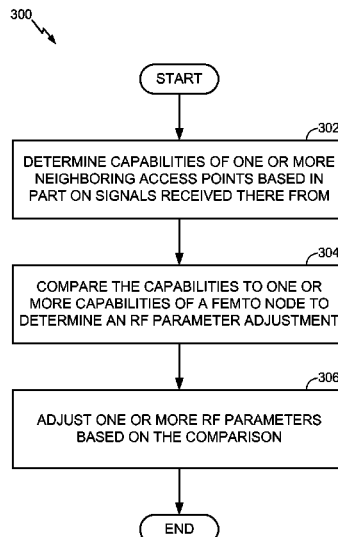 300
START
302
DETERMINE CAPABILITIES OF ONE OR MORE
NEIGHBORING ACCESS POINTS BASED IN
PART ON SIGNALS RECEIVED THERE FROM
304
COMPARE THE CAPABILITIES TO ONE OR
MORE CAPABILITIES OF A FEMTO NODE TO
DETERMINE AN RF PARAMETER ADJUSTMENT
306
ADJUST ONE OR MORE RF PARAMETERS
BASED ON THE COMPARISON
END